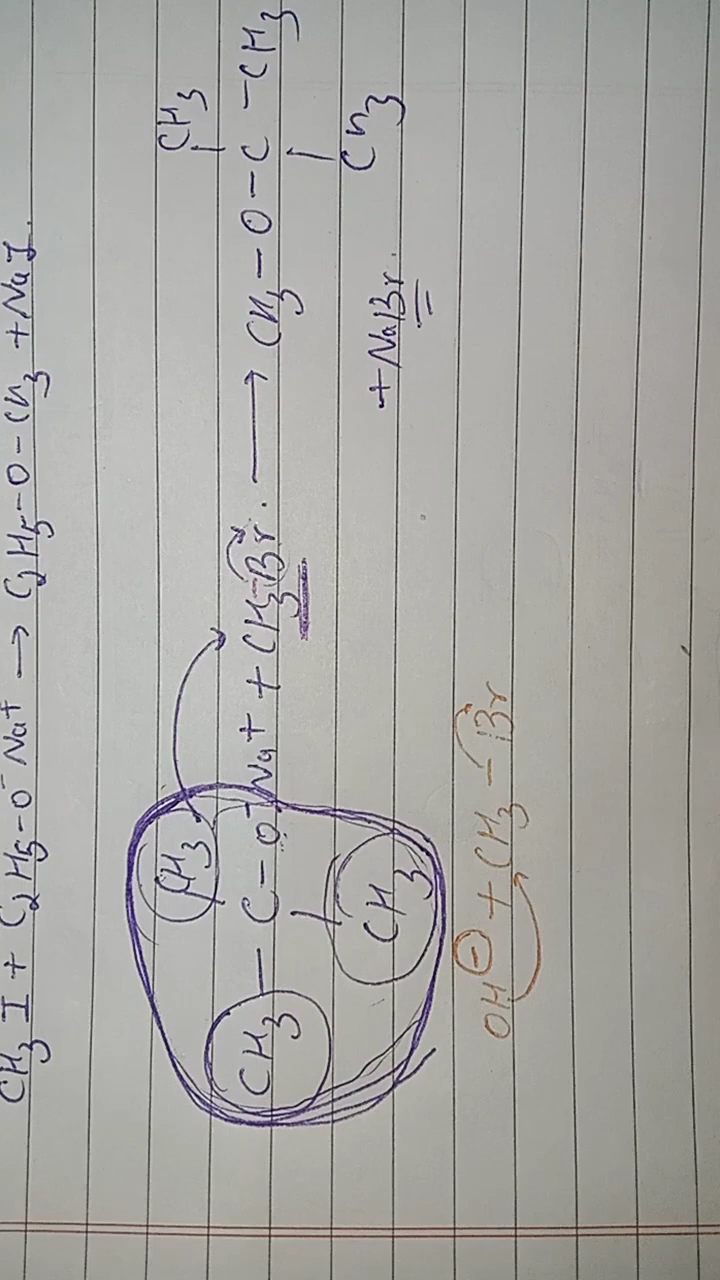 CH3I + C2H5-O⁻Na+ → C2H5-O-CH3 + NaI.
CH3 CH3
CH3 - C - O⁻Na+ + CH3-Br. → CH3 - O - C - CH3
CH3 CH3
+ NaBr.
OH⊖ + CH3 - Br